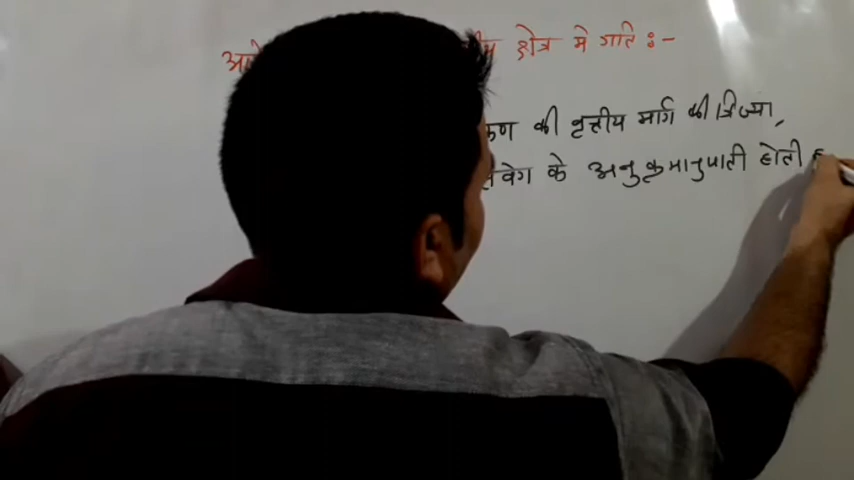 क्षेत्र मे गति :-
की वृत्तीय मार्ग की त्रिज्या,
वेग के अनुक्रमानुपाती होती